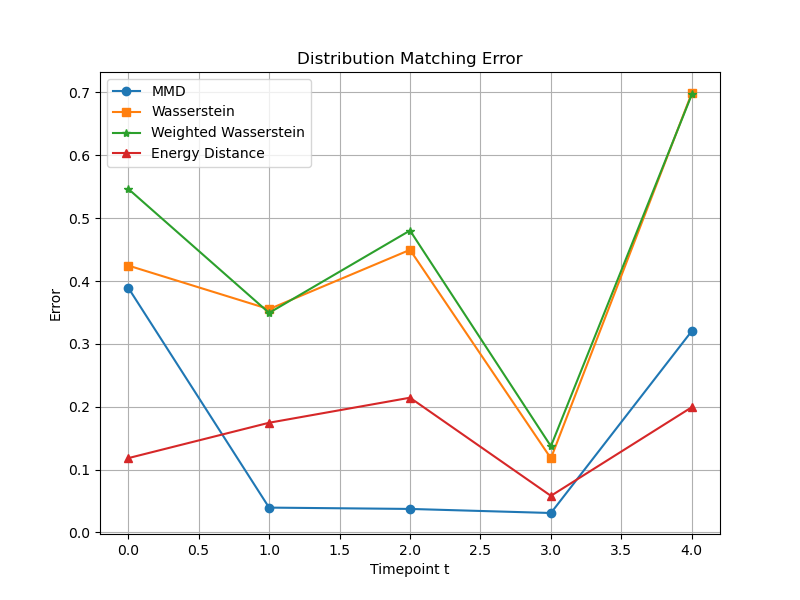 Distribution Matching Error
MMD
Wasserstein
Weighted Wasserstein
Energy Distance
Error
0.7
0.6
0.5
0.4
0.3
0.2
0.1
0.0
0.0 0.5 1.0 1.5 2.0 2.5 3.0 3.5 4.0
Timepoint t